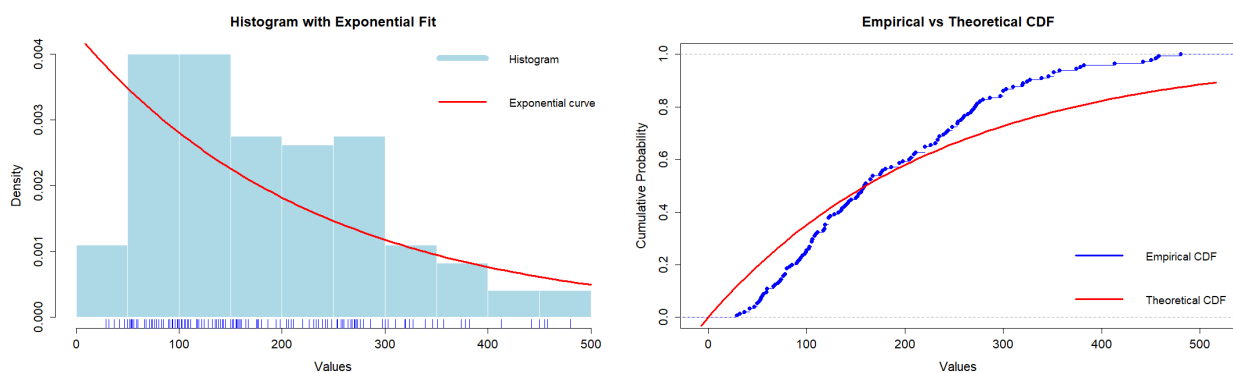 Histogram with Exponential Fit
0.004
0.003
0.002
0.001
0.000
Density
Histogram
Exponential curve
0
100
200
300
400
500
Values
Empirical vs Theoretical CDF
1.0
0.8
0.6
0.4
0.2
0.0
Cumulative Probability
Empirical CDF
Theoretical CDF
0
100
200
300
400
500
Values